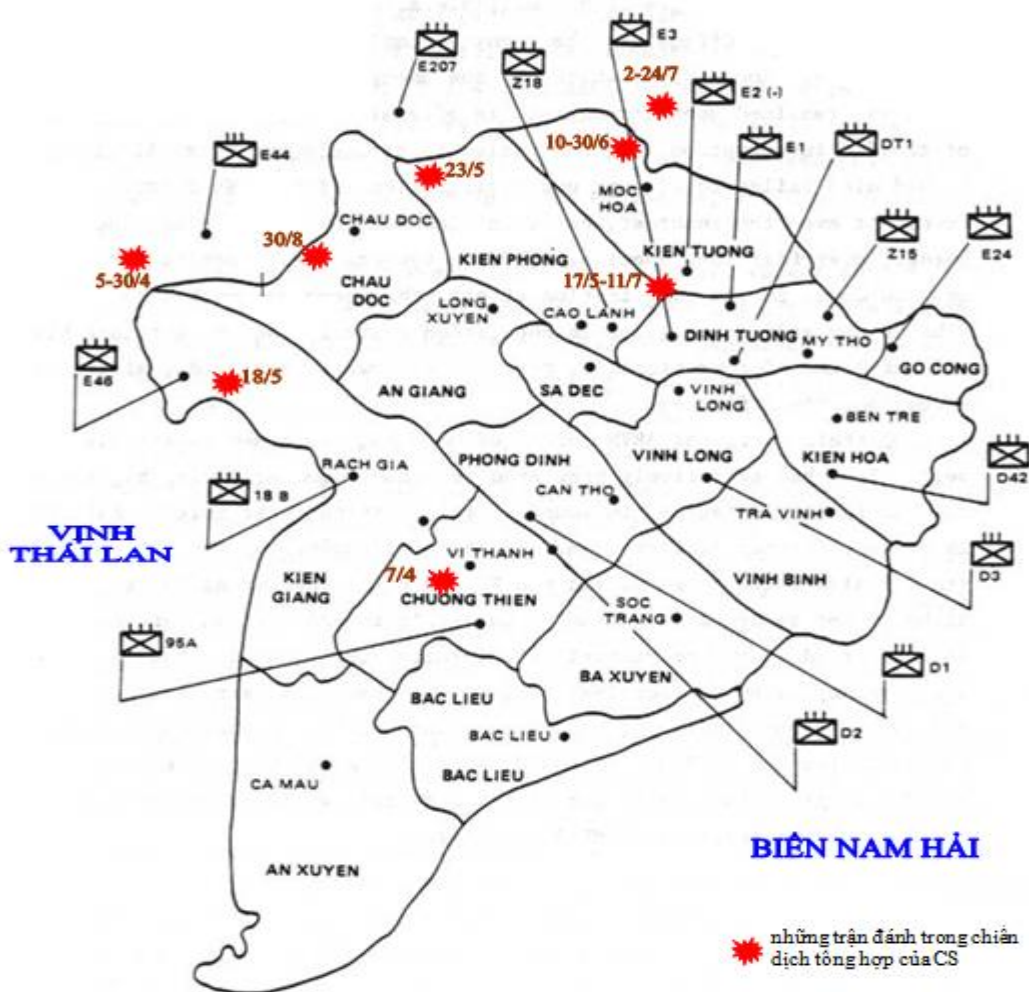 E3
E207
Z18
2-24/7
E2 (-)
E1
DT1
E44
10-30/6
23/5
MOC
HOA
Z19
E24
CHAU DOC
30/8
KIEN PHONG
KIEN TUONG
5-30/4
CHAU
DOC
17/5-11/7
LONG
XUYEN
CAO LANH
DINH TUONG
MY THO
GO CONG
E46
18/5
AN GIANG
SA DEC
VINH
LONG
BEN TRE
RACH GIA
PHONG DINH
VINH LONG
KIEN HOA
D42
18 B
CAN THO
TRA VINH
VỊNH
THÁI LAN
VI THANH
D3
KIEN
GIANG
7/4
CHUONG THIEN
VINH BINH
SOC
TRANG
95A
D1
BA XUYEN
BAC LIEU
BAC LIEU
D2
CA MAU
BAC LIEU
BIÊN NAM HẢI
AN XUYEN
những trận đánh trong chiến
dịch tổng hợp của CS